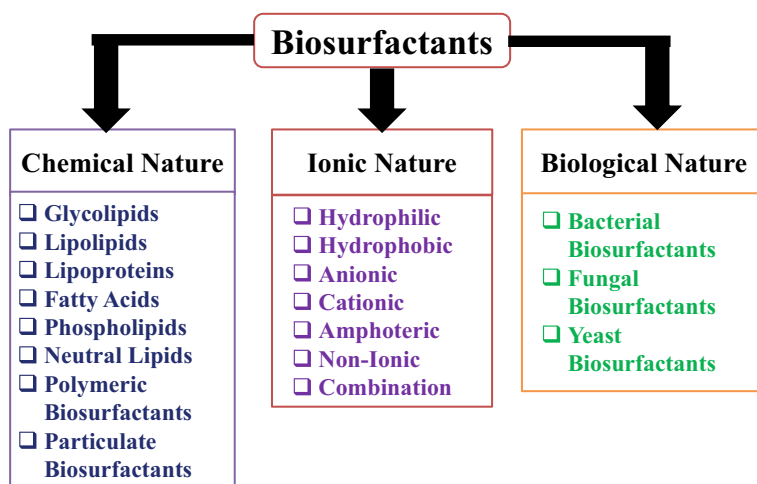 Biosurfactants
Chemical Nature
Glycolipids
Lipolipids
Lipoproteins
Fatty Acids
Phospholipids
Neutral Lipids
Polymeric
Biosurfactants
Particulate
Biosurfactants
Ionic Nature
Hydrophilic
Hydrophobic
Anionic
Cationic
Amphoteric
Non-Ionic
Combination
Biological Nature
Bacterial
Biosurfactants
Fungal
Biosurfactants
Yeast
Biosurfactants